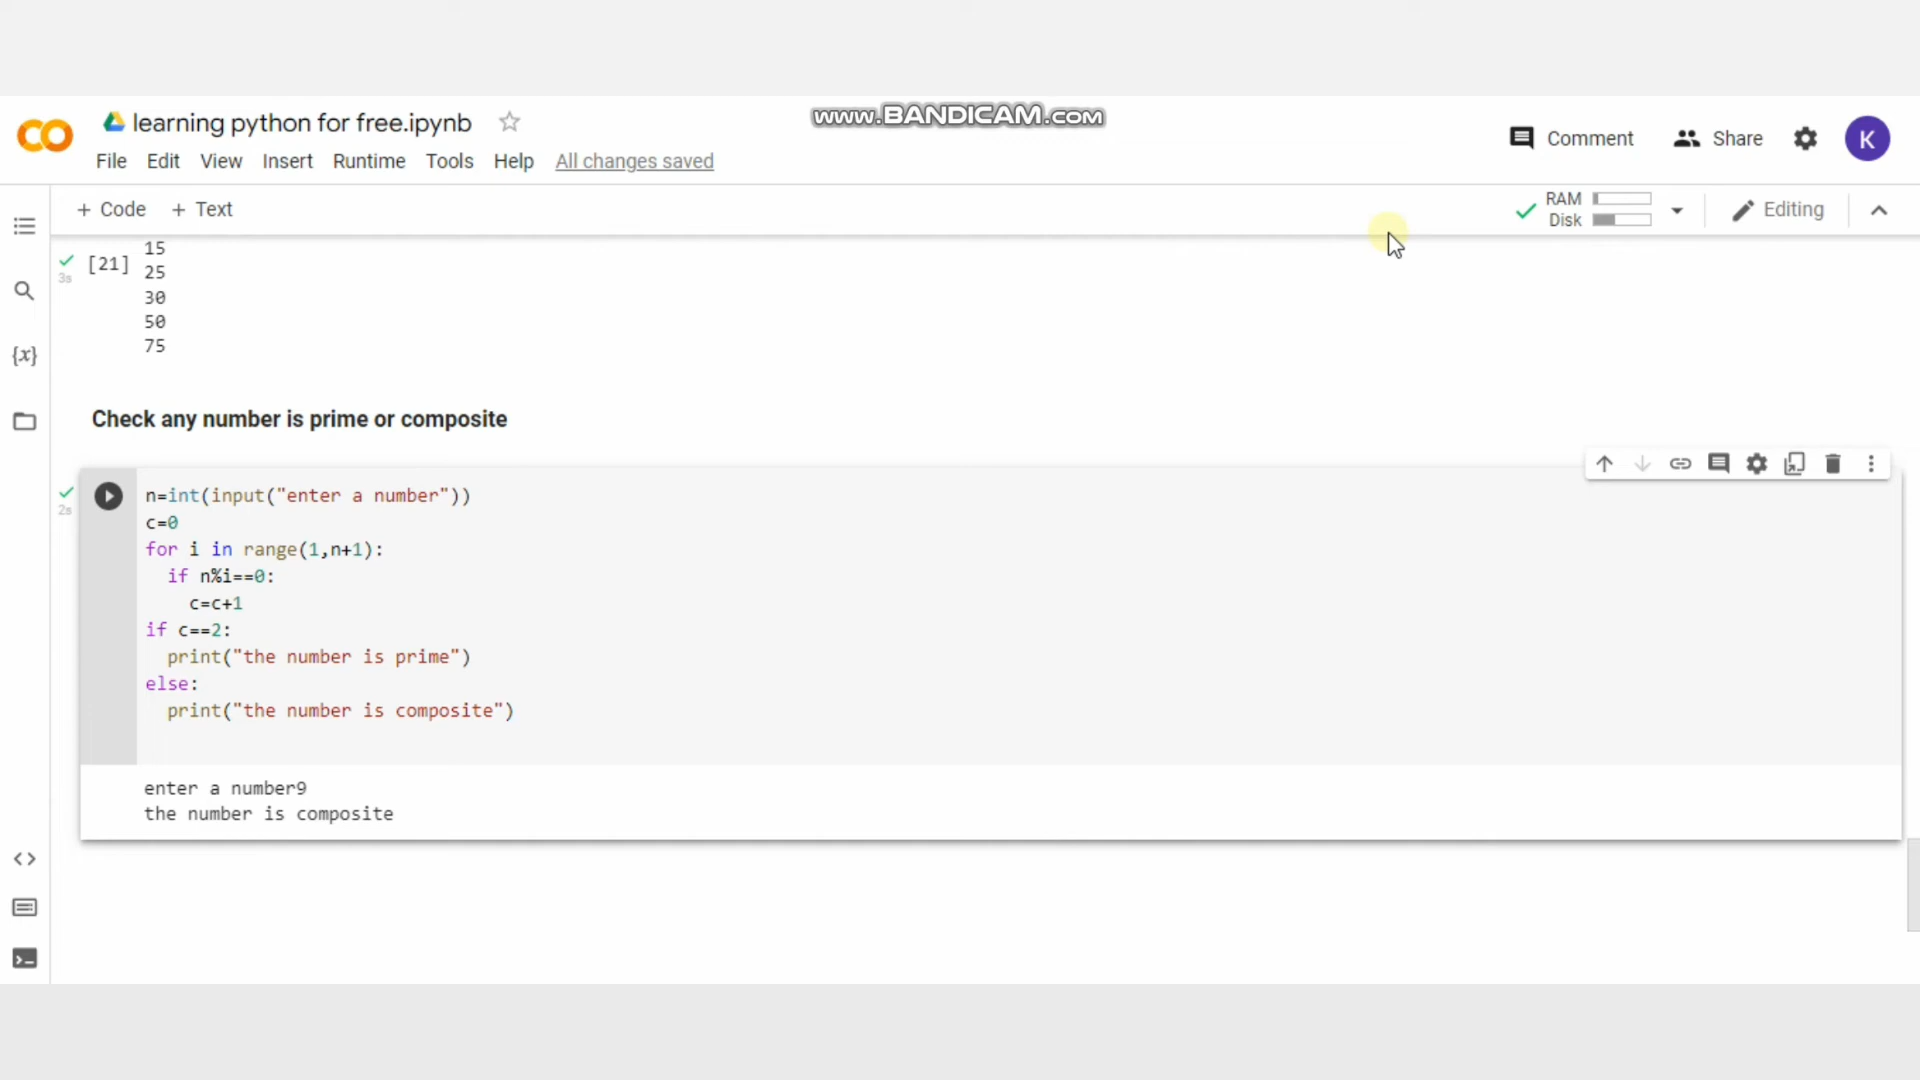 learning python for free.ipynb
www.BANDICAM.com
File Edit View Insert Runtime Tools Help All changes saved
Comment Share K
+ Code + Text
RAM
Disk
Editing
15
[21]
3s
25
30
50
75
{x}
Check any number is prime or composite
2s
n=int(input("enter a number"))
c=0
for i in range(1,n+1):
  if n%i==0:
    c=c+1
if c==2:
  print("the number is prime")
else:
  print("the number is composite")
enter a number9
the number is composite